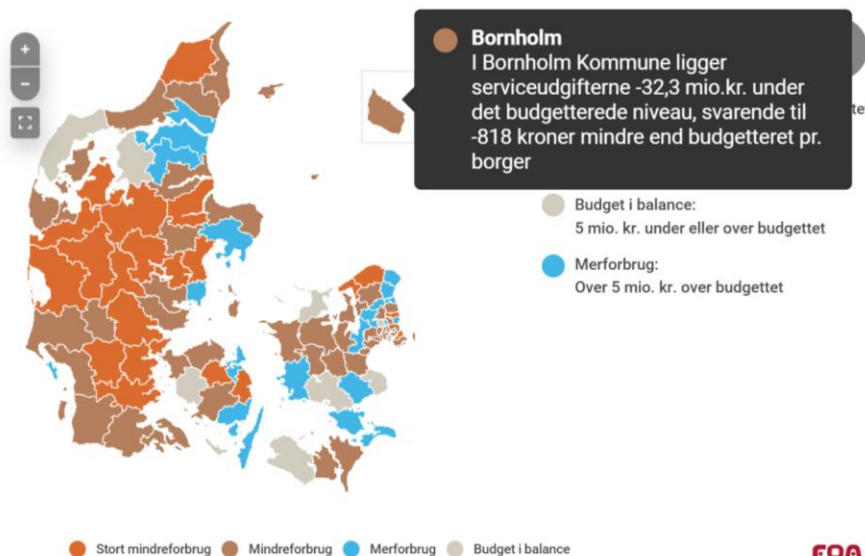 +
−
Bornholm
I Bornholm Kommune ligger
serviceudgifterne -32,3 mio.kr. under
det budgetterede niveau, svarende til
-818 kroner mindre end budgetteret pr.
borger
Budget i balance:
5 mio. kr. under eller over budgettet
Merforbrug:
Over 5 mio. kr. over budgettet
Stort mindreforbrug
Mindreforbrug
Merforbrug
Budget i balance
FOA